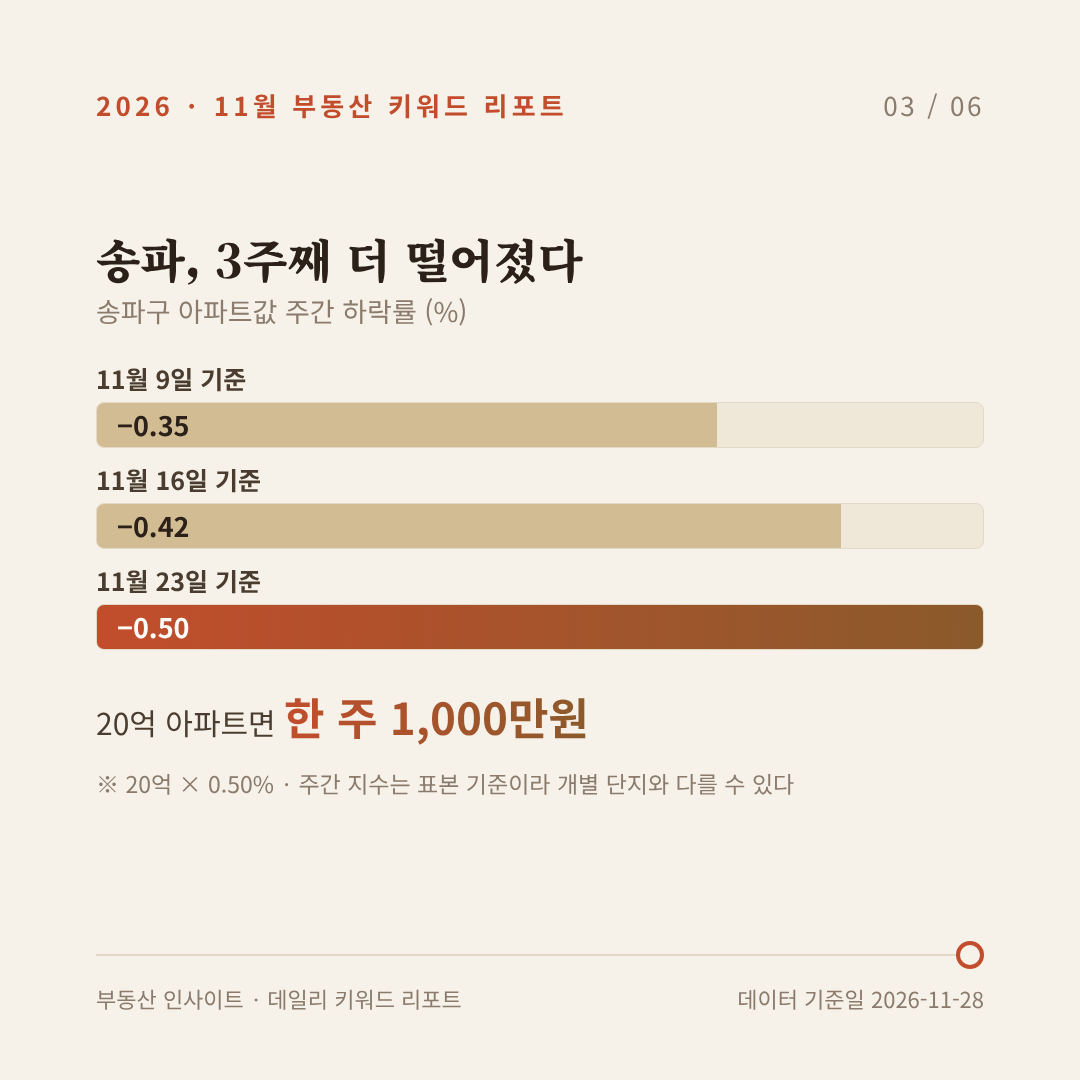 2026 · 11월 부동산 키워드 리포트
03 / 06
송파, 3주째 더 떨어졌다
송파구 아파트값 주간 하락률 (%)
11월 9일 기준
−0.35
11월 16일 기준
−0.42
11월 23일 기준
−0.50
20억 아파트면 한 주 1,000만원
※ 20억 × 0.50% · 주간 지수는 표본 기준이라 개별 단지와 다를 수 있다
부동산 인사이트 · 데일리 키워드 리포트
데이터 기준일 2026-11-28